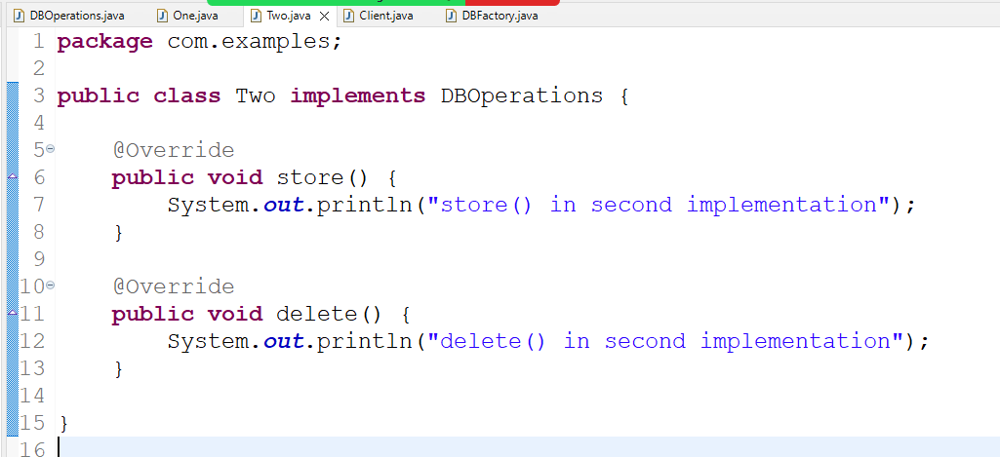 DBOperations.java One.java Two.java Client.java DBFactory.java
1 package com.examples;
2
3 public class Two implements DBOperations {
4
5 @Override
6 public void store() {
7 System.out.println("store() in second implementation");
8 }
9
10 @Override
11 public void delete() {
12 System.out.println("delete() in second implementation");
13 }
14
15 }
16